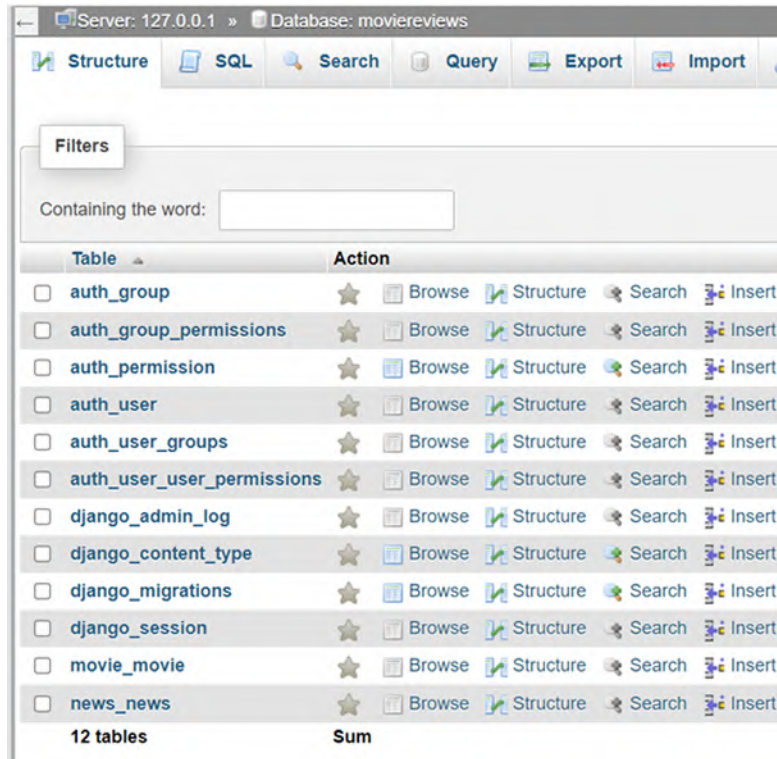 ← Server: 127.0.0.1 » Database: moviereviews
Structure SQL Search Query Export Import
Filters
Containing the word:
Table Action
auth_group Browse Structure Search Insert
auth_group_permissions Browse Structure Search Insert
auth_permission Browse Structure Search Insert
auth_user Browse Structure Search Insert
auth_user_groups Browse Structure Search Insert
auth_user_user_permissions Browse Structure Search Insert
django_admin_log Browse Structure Search Insert
django_content_type Browse Structure Search Insert
django_migrations Browse Structure Search Insert
django_session Browse Structure Search Insert
movie_movie Browse Structure Search Insert
news_news Browse Structure Search Insert
12 tables Sum